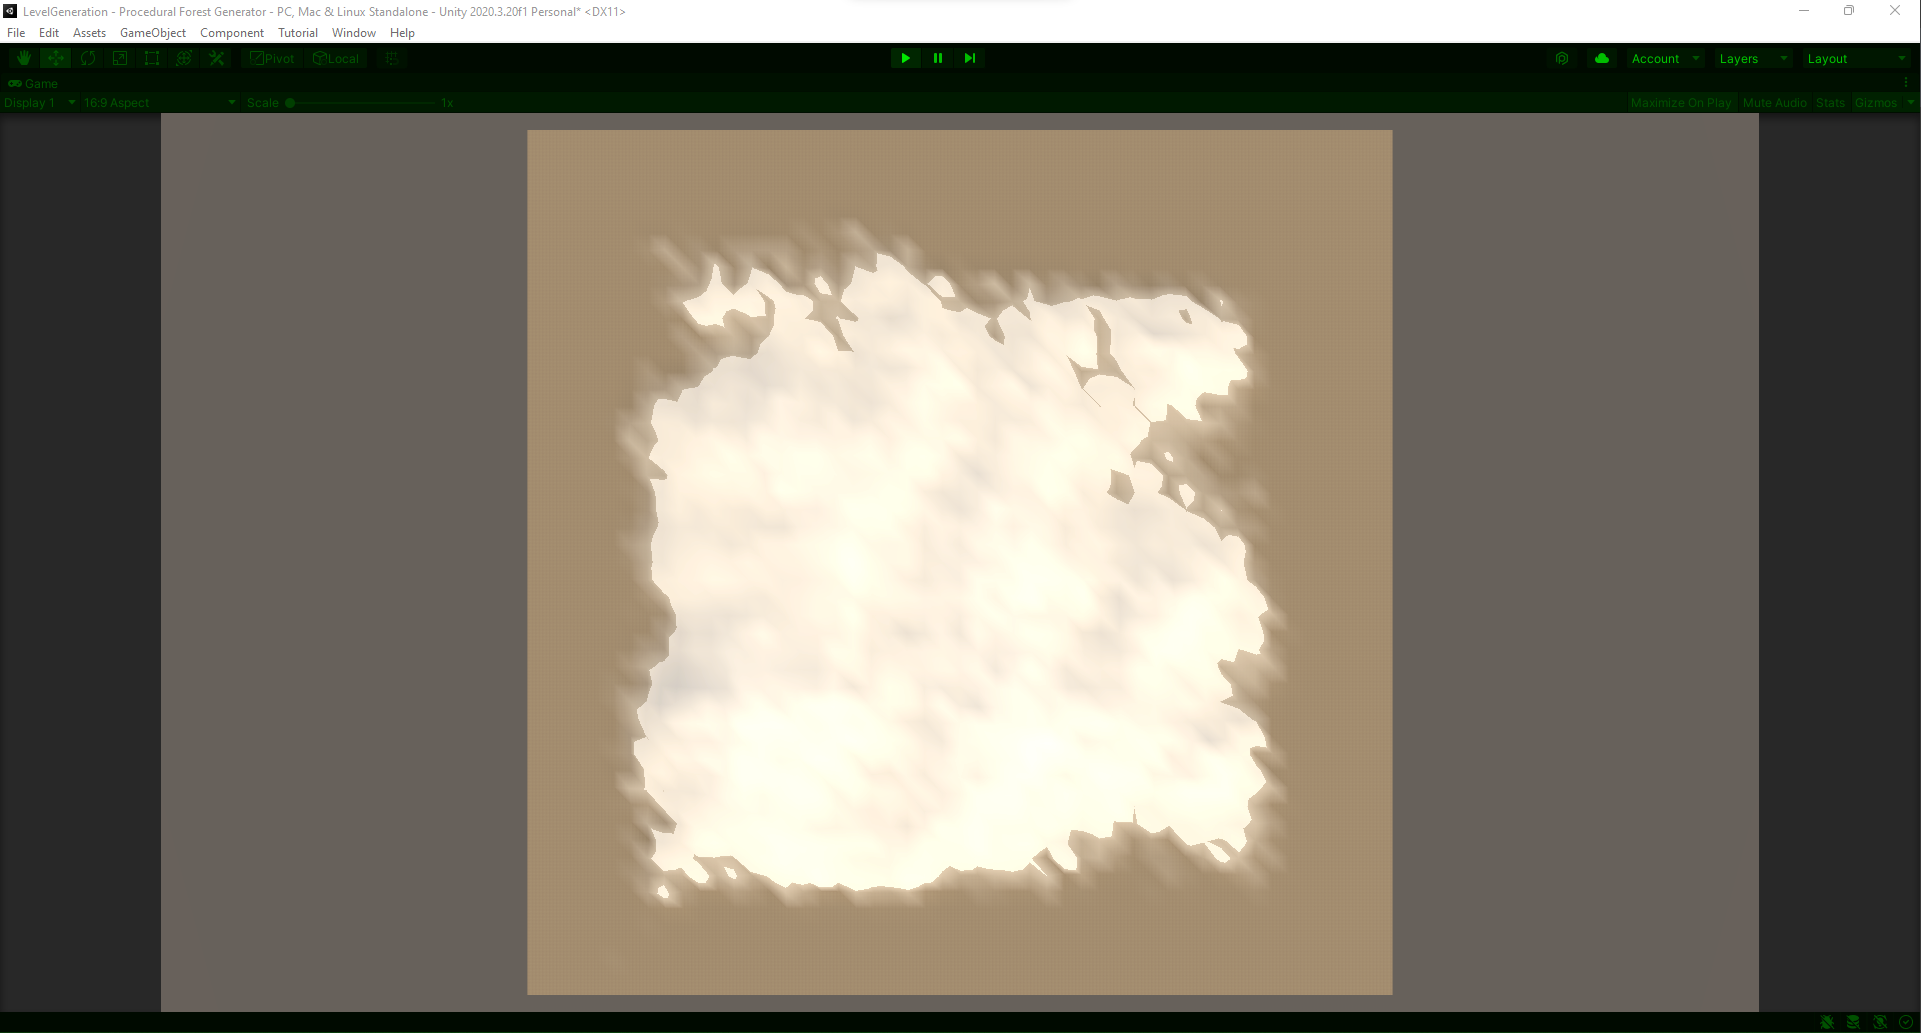 LevelGeneration - Procedural Forest Generator - PC, Mac & Linux Standalone - Unity 2020.3.20f1 Personal* <DX11>
File Edit Assets GameObject Component Tutorial Window Help
Pivot Local Account Layers Layout
Game
Display 1 16:9 Aspect Scale 1x Maximize On Play Mute Audio Stats Gizmos